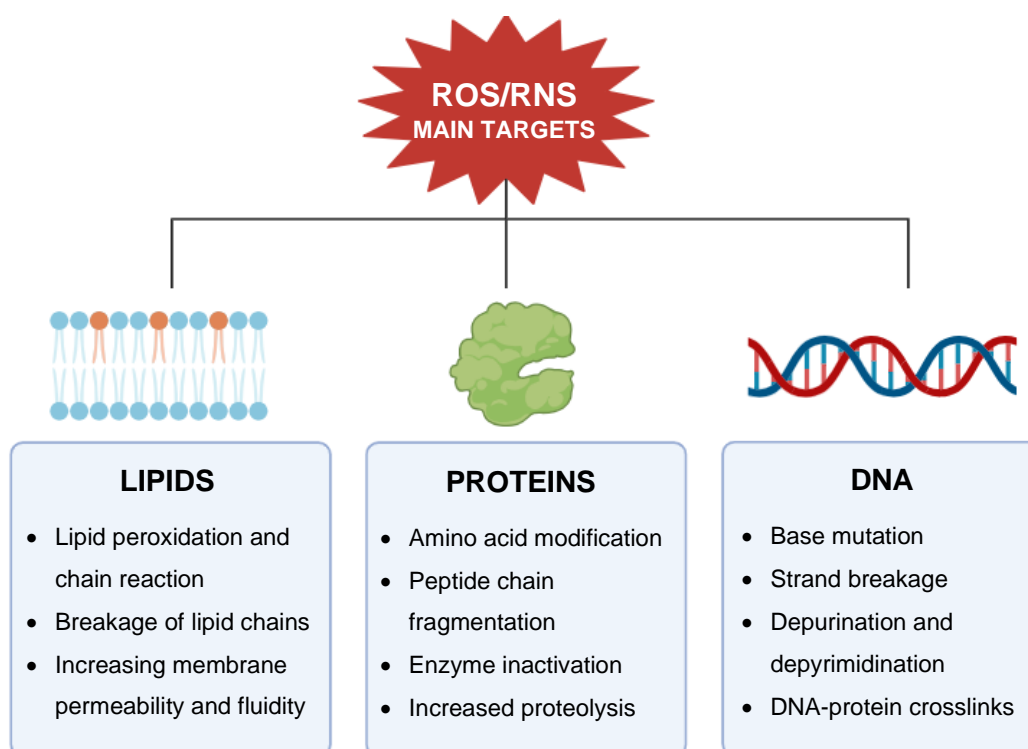 ROS/RNS
MAIN TARGETS
LIPIDS
• Lipid peroxidation and
chain reaction
• Breakage of lipid chains
• Increasing membrane
permeability and fluidity
PROTEINS
• Amino acid modification
• Peptide chain
fragmentation
• Enzyme inactivation
• Increased proteolysis
DNA
• Base mutation
• Strand breakage
• Depurination and
depyrimidination
• DNA-protein crosslinks